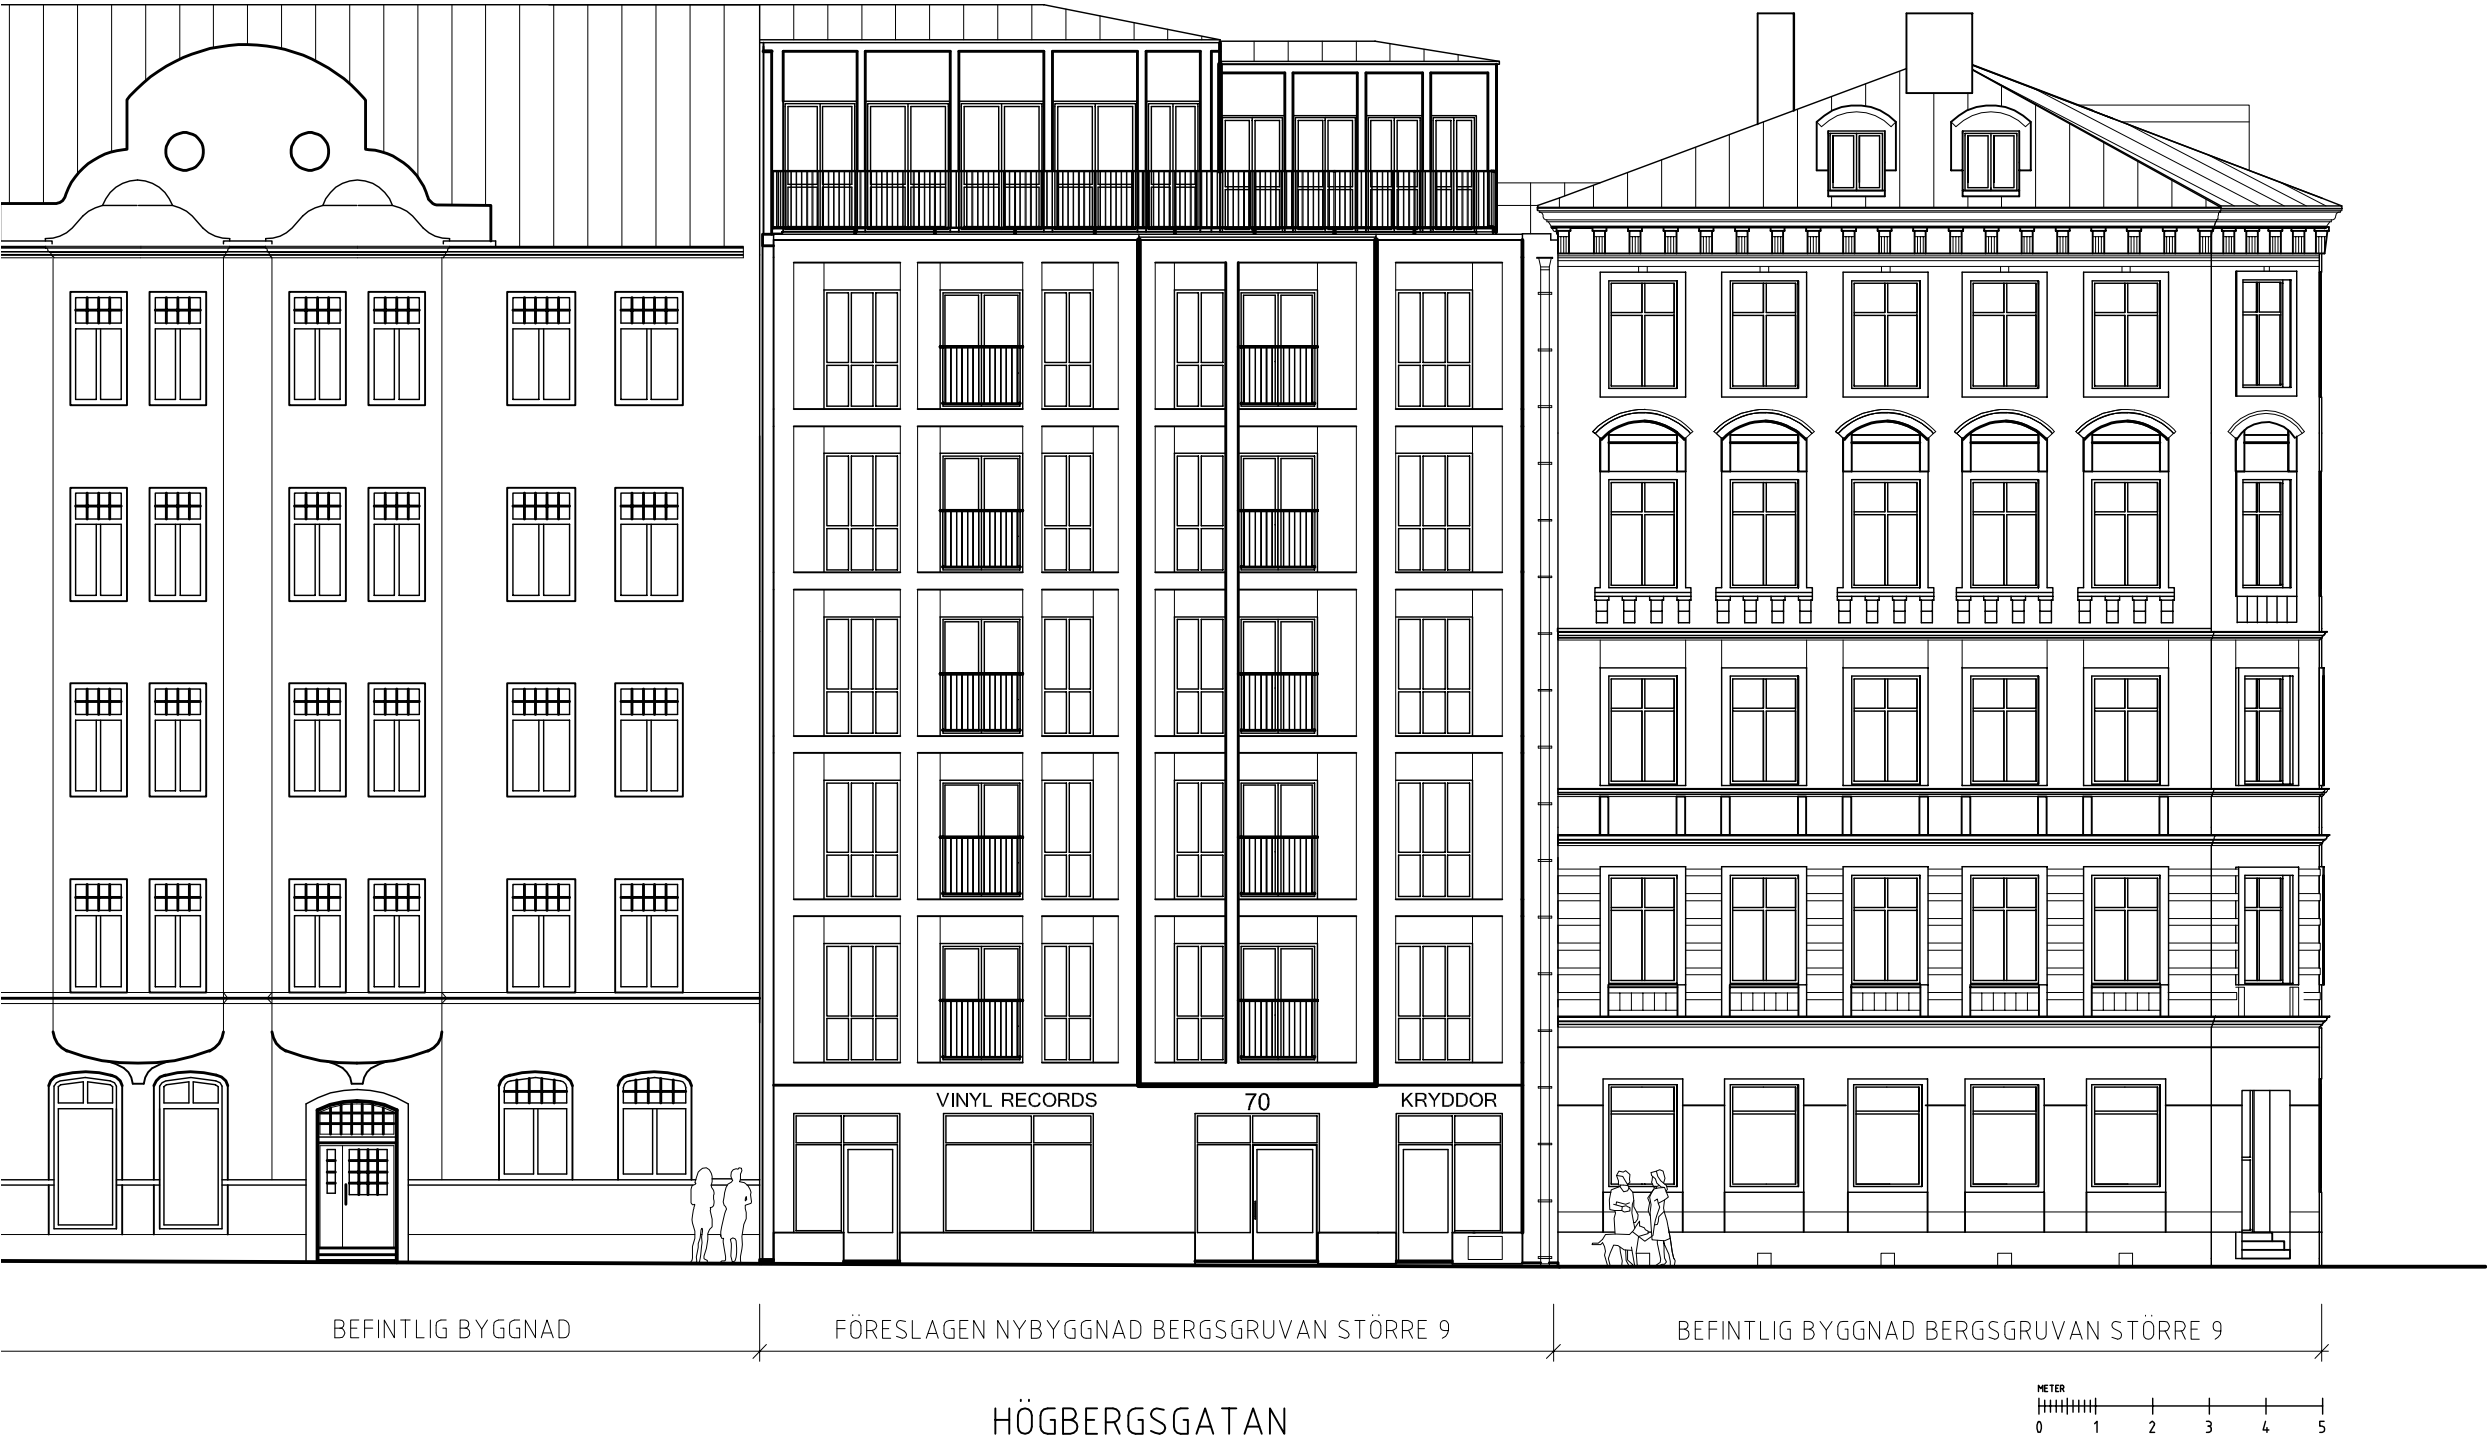 VINYL RECORDS
70
KRYDDOR
BEFINTLIG BYGGNAD
FÖRESLAGEN NYBYGGNAD BERGSGRUVAN STÖRRE 9
BEFINTLIG BYGGNAD BERGSGRUVAN STÖRRE 9
HÖGBERGSGATAN
METER
0 1 2 3 4 5